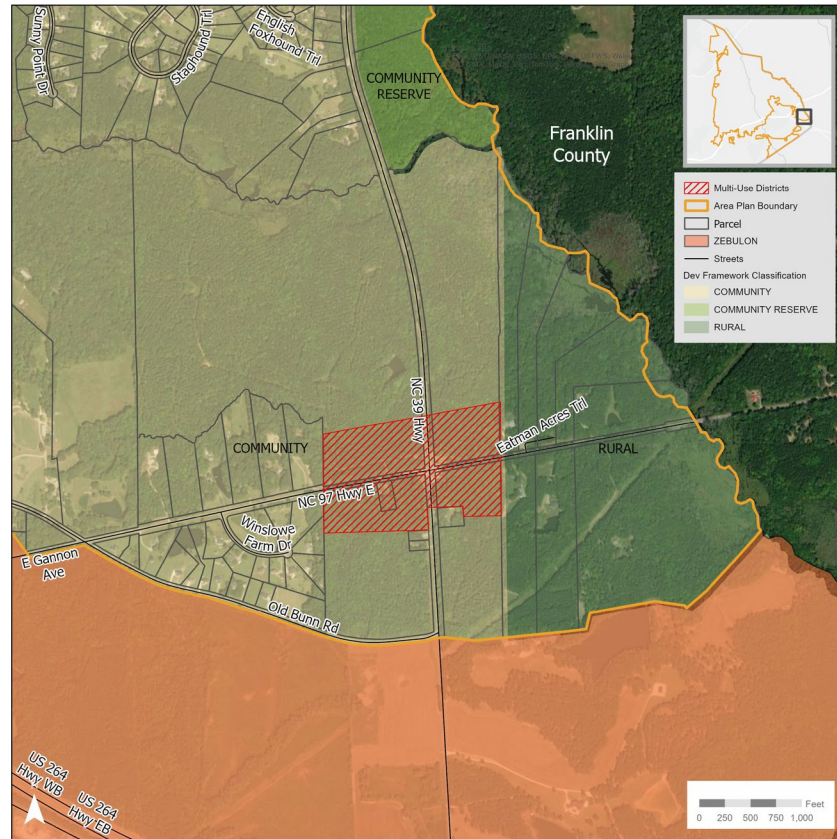 Sunny Point Dr
Staghound Trl
English
Foxhound Trl
COMMUNITY
RESERVE
Franklin
County
Multi-Use Districts
Area Plan Boundary
Parcel
ZEBULON
Streets
Dev Framework Classification
COMMUNITY
COMMUNITY RESERVE
RURAL
NC 39 Hwy
Eatman Acres Trl
COMMUNITY
RURAL
NC 97 Hwy E
Winslowe
Farm Dr
E Gannon
Ave
Old Bunn Rd
US 264
Hwy WB
US 264
Hwy EB
Feet
0 250 500 750 1,000